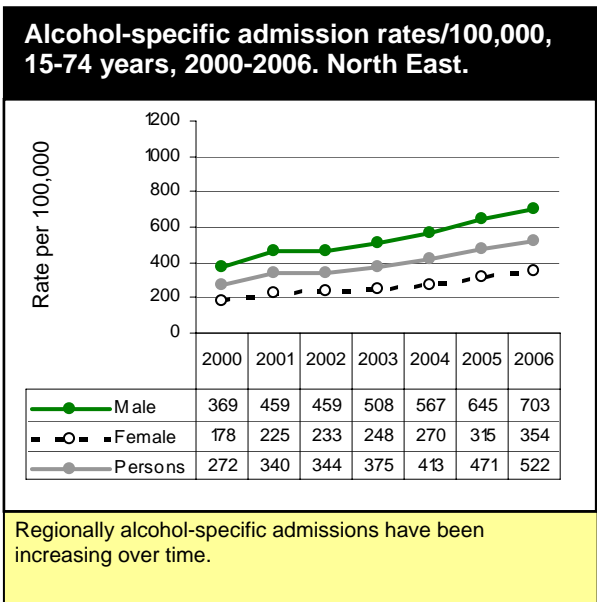 Alcohol-specific admission rates/100,000,
15-74 years, 2000-2006. North East.
Rate per 100,000
1200
1000
800
600
400
200
0
2000 2001 2002 2003 2004 2005 2006
Male 369 459 459 508 567 645 703
Female 178 225 233 248 270 315 354
Persons 272 340 344 375 413 471 522
Regionally alcohol-specific admissions have been
increasing over time.